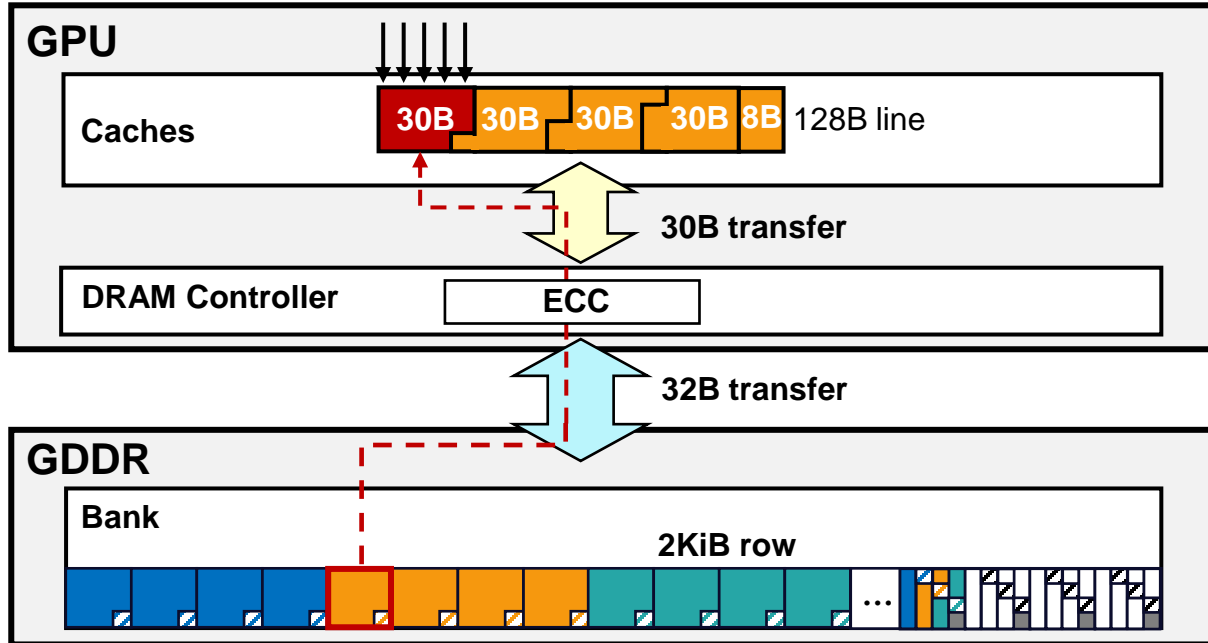 GPU
Caches
30B 30B 30B 30B 8B 128B line
30B transfer
DRAM Controller
ECC
32B transfer
GDDR
Bank
2KiB row
...